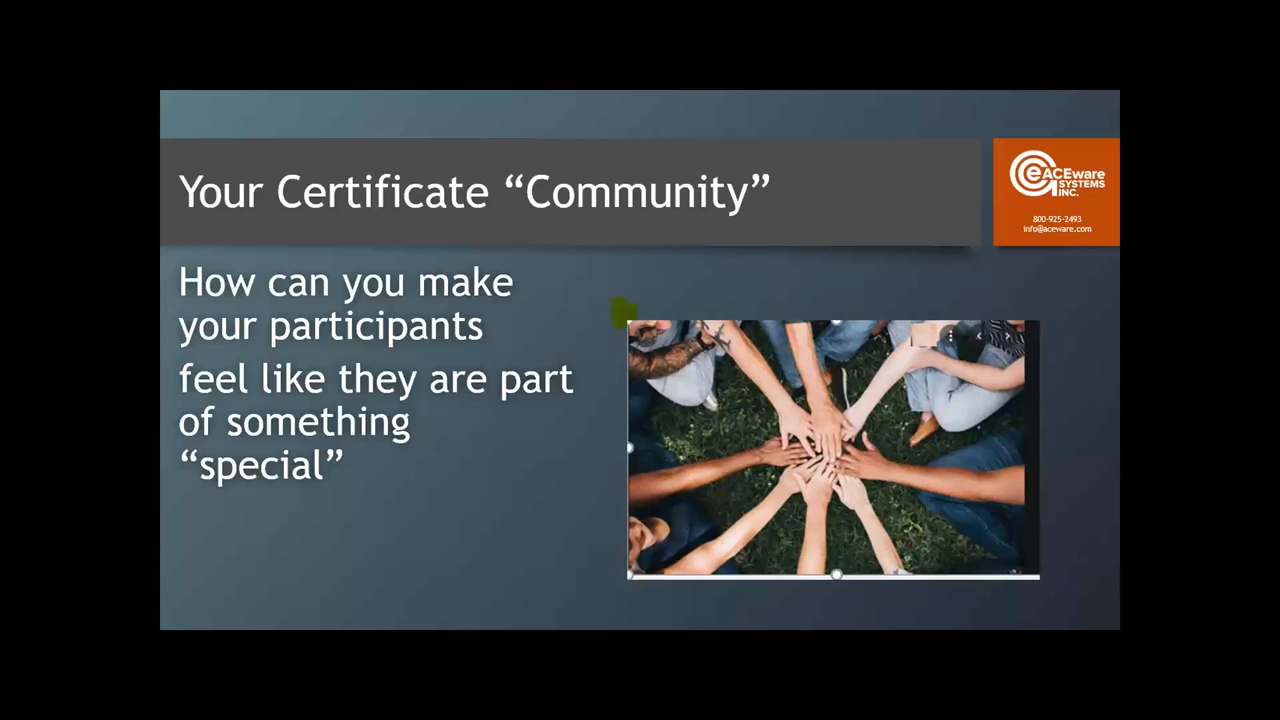 Your Certificate “Community”
eACEware
SYSTEMS
INC.
800-925-2493
info@aceware.com
How can you make
your participants
feel like they are part
of something
“special”